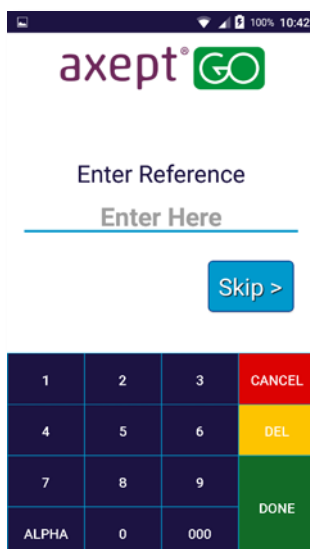 100% 10:42
axept® GO
Enter Reference
Enter Here
Skip >
1 2 3 CANCEL
4 5 6 DEL
7 8 9
DONE
ALPHA 0 000